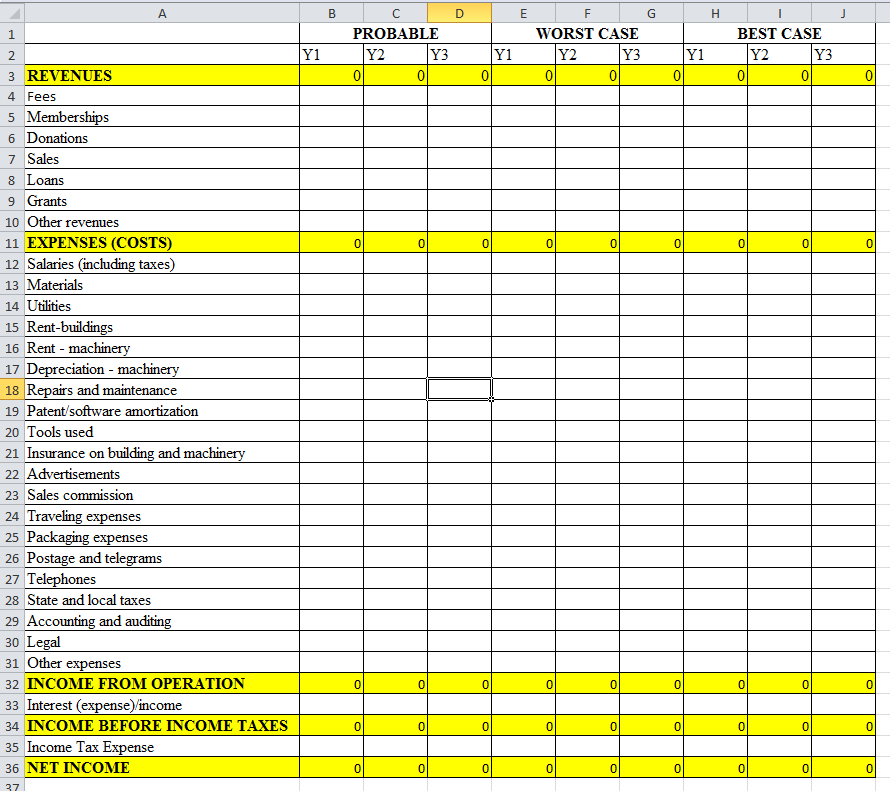 A B C D E F G H I J
1 PROBABLE WORST CASE BEST CASE
2 Y1 Y2 Y3 Y1 Y2 Y3 Y1 Y2 Y3
3 REVENUES 0 0 0 0 0 0 0 0 0
4 Fees
5 Memberships
6 Donations
7 Sales
8 Loans
9 Grants
10 Other revenues
11 EXPENSES (COSTS) 0 0 0 0 0 0 0 0 0
12 Salaries (including taxes)
13 Materials
14 Utilities
15 Rent-buildings
16 Rent - machinery
17 Depreciation - machinery
18 Repairs and maintenance
19 Patent/software amortization
20 Tools used
21 Insurance on building and machinery
22 Advertisements
23 Sales commission
24 Traveling expenses
25 Packaging expenses
26 Postage and telegrams
27 Telephones
28 State and local taxes
29 Accounting and auditing
30 Legal
31 Other expenses
32 INCOME FROM OPERATION 0 0 0 0 0 0 0 0 0
33 Interest (expense)/income
34 INCOME BEFORE INCOME TAXES 0 0 0 0 0 0 0 0 0
35 Income Tax Expense
36 NET INCOME 0 0 0 0 0 0 0 0 0
37